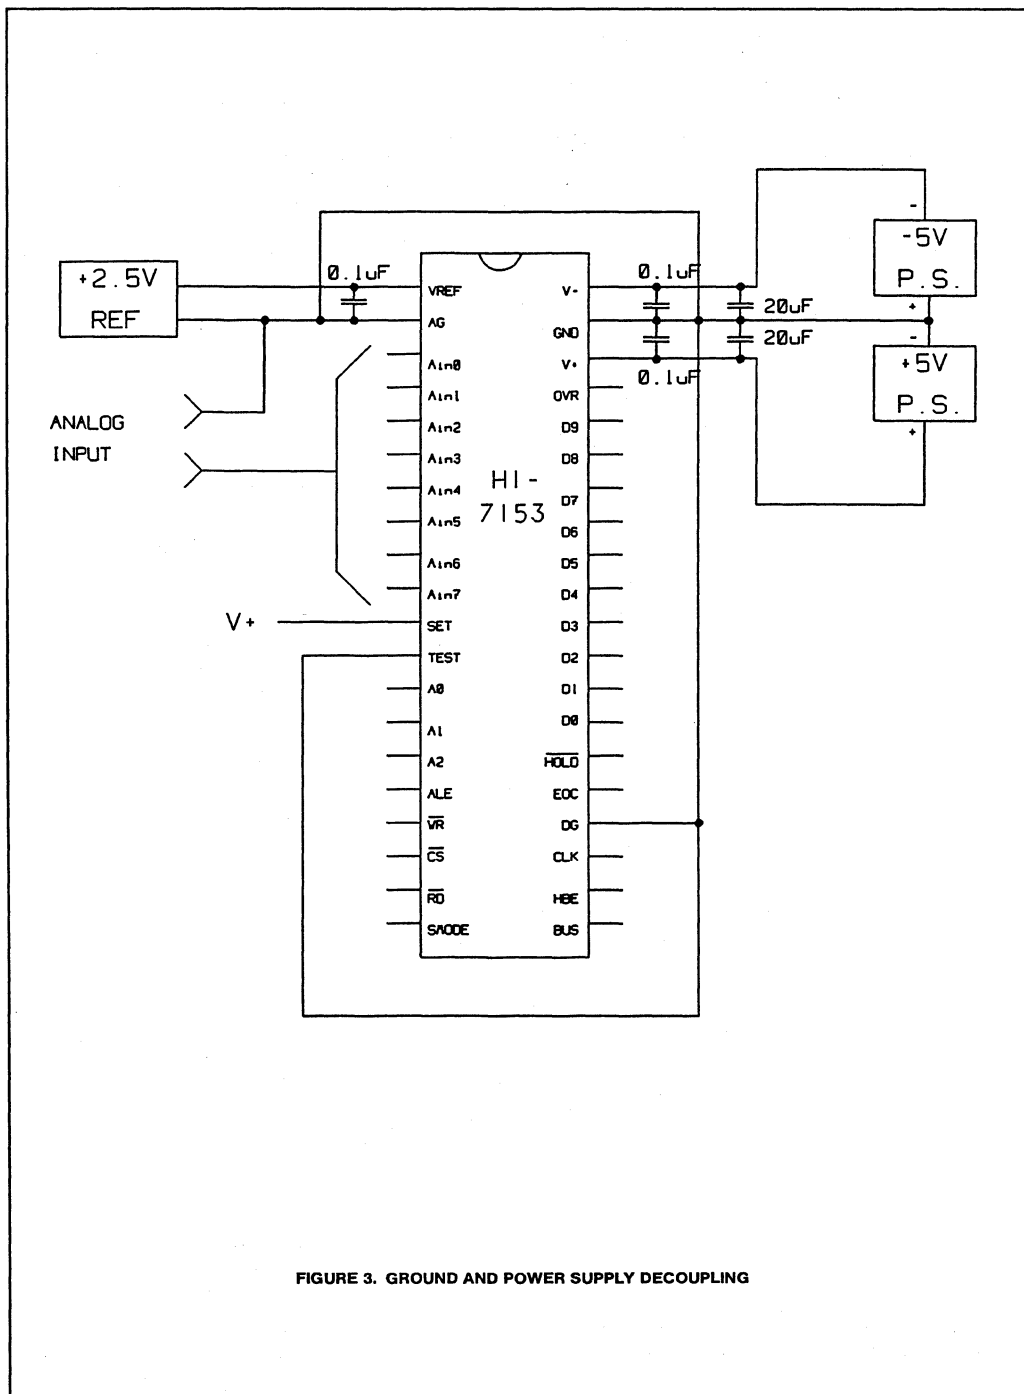 -
-5V
P.S.
+
+2.5V
REF
0.1uF
0.1uF
20uF
20uF
0.1uF
-
+5V
P.S.
+
ANALOG
INPUT
V+
HI-
7153
VREF
AG
Ain0
Ain1
Ain2
Ain3
Ain4
Ain5
Ain6
Ain7
SET
TEST
A0
A1
A2
ALE
WR
CS
RD
SMODE
V-
GND
V+
OVR
D9
D8
D7
D6
D5
D4
D3
D2
D1
D0
HOLD
EOC
DG
CLK
HBE
BUS
FIGURE 3. GROUND AND POWER SUPPLY DECOUPLING